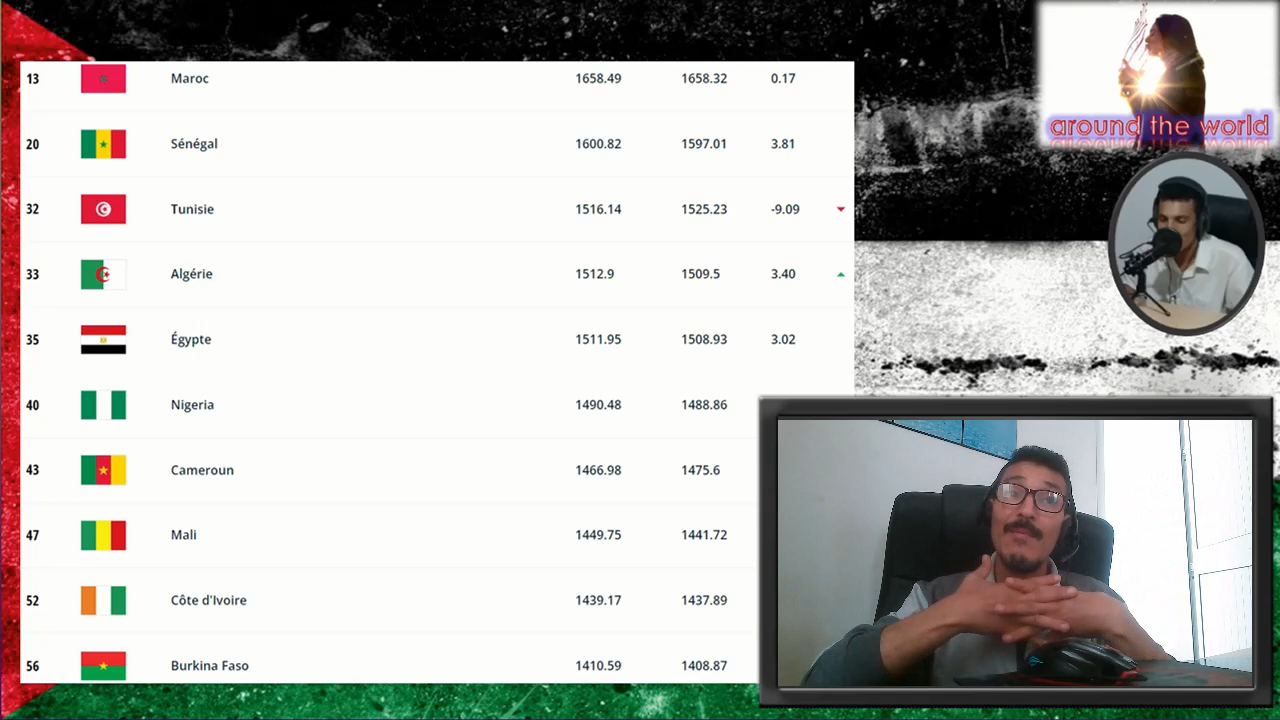 around the world
13 Maroc 1658.49 1658.32 0.17
20 Sénégal 1600.82 1597.01 3.81
32 Tunisie 1516.14 1525.23 -9.09
33 Algérie 1512.9 1509.5 3.40
35 Égypte 1511.95 1508.93 3.02
40 Nigeria 1490.48 1488.86
43 Cameroun 1466.98 1475.6
47 Mali 1449.75 1441.72
52 Côte d'Ivoire 1439.17 1437.89
56 Burkina Faso 1410.59 1408.87